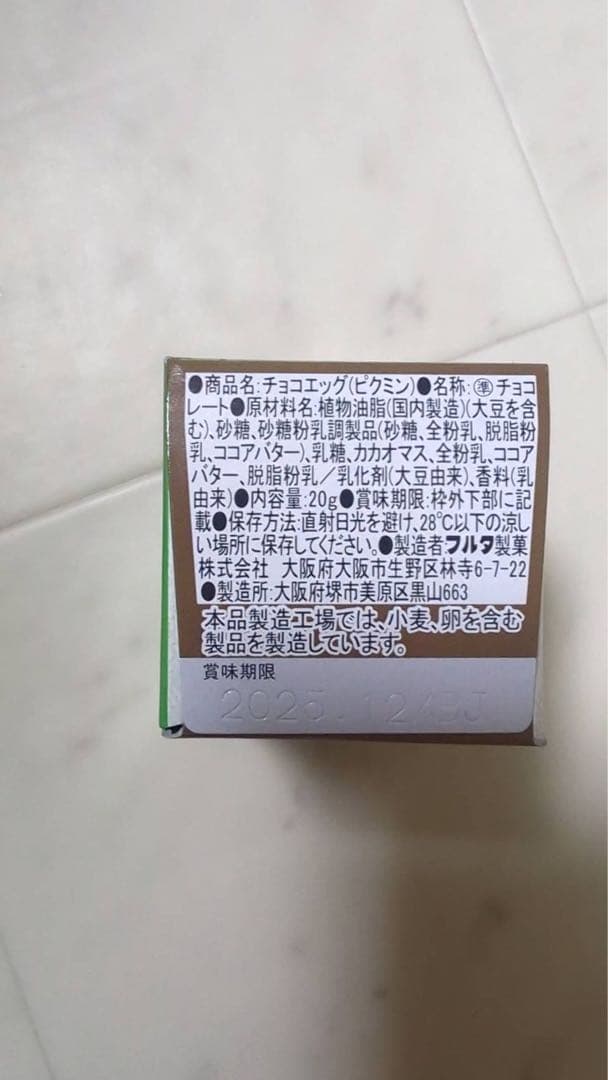 ●商品名:チョコエッグ(ピクミン)●名称:㊟チョコ
レート●原材料名:植物油脂(国内製造)(大豆を含
む)、砂糖、砂糖粉乳調製品(砂糖、全粉乳、脱脂粉
乳、ココアバター)、乳糖、カカオマス、全粉乳、ココア
バター、脱脂粉乳／乳化剤(大豆由来)、香料(乳
由来)●内容量:20g●賞味期限:枠外下部に記
載●保存方法:直射日光を避け、28℃以下の涼し
い場所に保存してください。●製造者:フルタ製菓
株式会社 大阪府大阪市生野区林寺6-7-22
●製造所:大阪府堺市美原区黒山663
本品製造工場では、小麦、卵を含む
製品を製造しています。
賞味期限
2025.12/